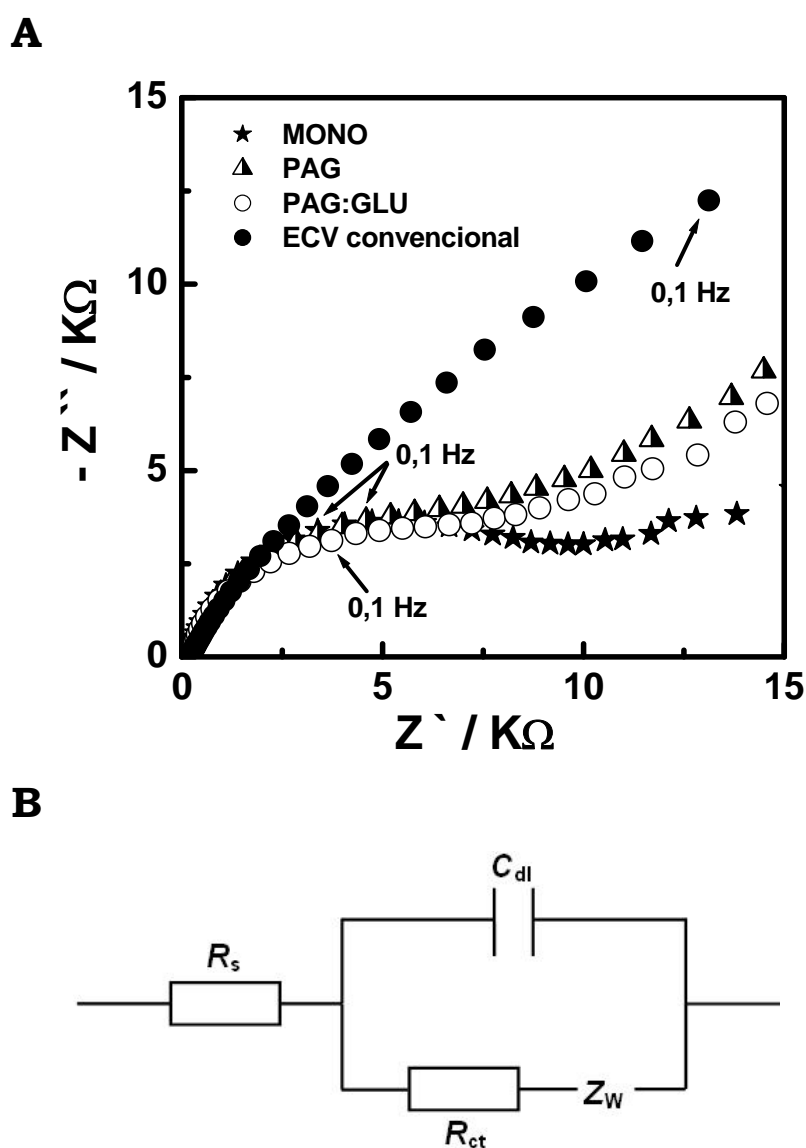 A
15
MONO
PAG
PAG:GLU
ECV convencional
10
0,1 Hz
- Z`` / KΩ
0,1 Hz
5
0,1 Hz
0
0 5 10 15
Z` / KΩ
B
Cdl
Rs
ZW
Rct